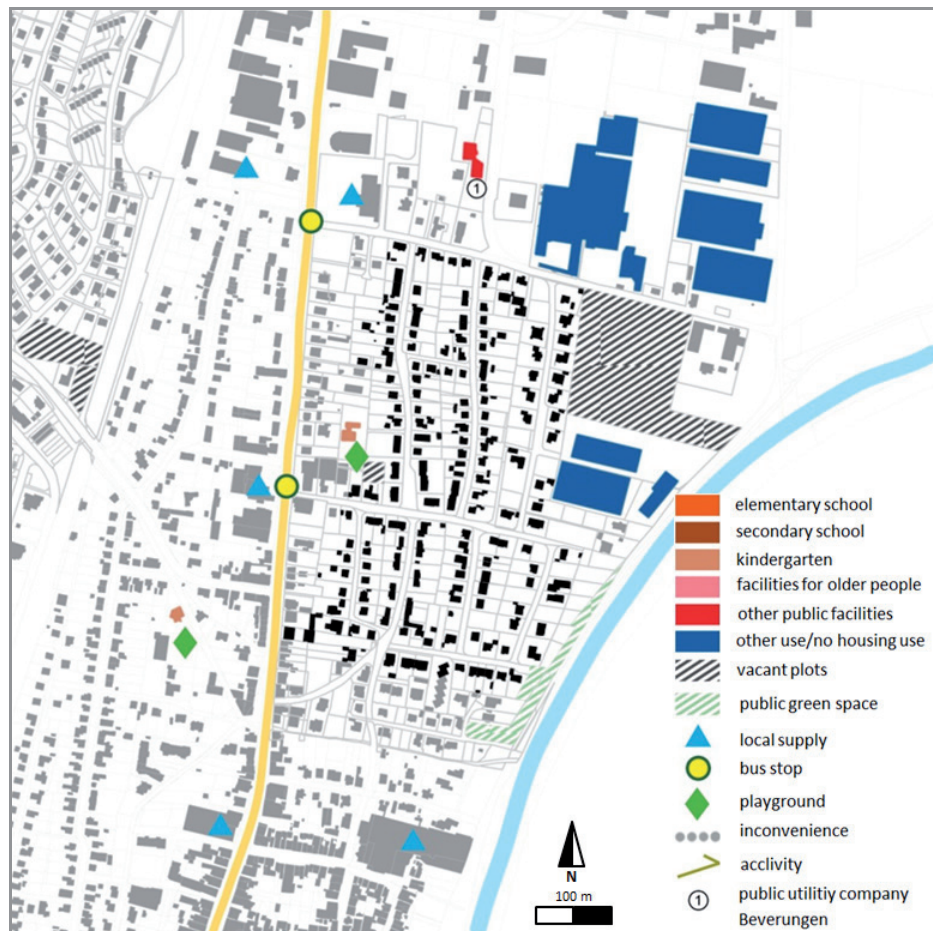 1
elementary school
secondary school
kindergarten
facilities for older people
other public facilities
other use/no housing use
vacant plots
public green space
local supply
bus stop
playground
inconvenience
acclivity
N
100 m
1
public utilitiy company
Beverungen